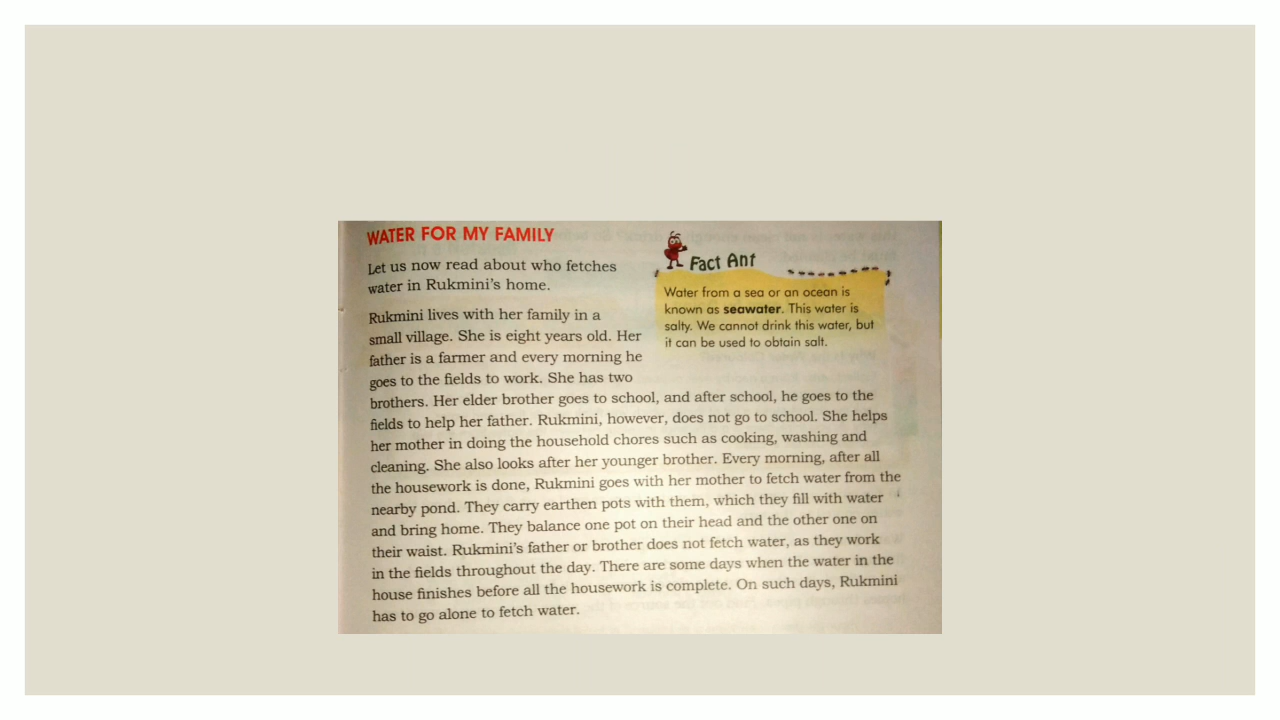 WATER FOR MY FAMILY
Let us now read about who fetches
water in Rukmini's home.
Fact Ant
Water from a sea or an ocean is
known as seawater. This water is
salty. We cannot drink this water, but
it can be used to obtain salt.
Rukmini lives with her family in a
small village. She is eight years old. Her
father is a farmer and every morning he
goes to the fields to work. She has two
brothers. Her elder brother goes to school, and after school, he goes to the
fields to help her father. Rukmini, however, does not go to school. She helps
her mother in doing the household chores such as cooking, washing and
cleaning. She also looks after her younger brother. Every morning, after all
the housework is done, Rukmini goes with her mother to fetch water from the
nearby pond. They carry earthen pots with them, which they fill with water
and bring home. They balance one pot on their head and the other one on
their waist. Rukmini's father or brother does not fetch water, as they work
in the fields throughout the day. There are some days when the water in the
house finishes before all the housework is complete. On such days, Rukmini
has to go alone to fetch water.